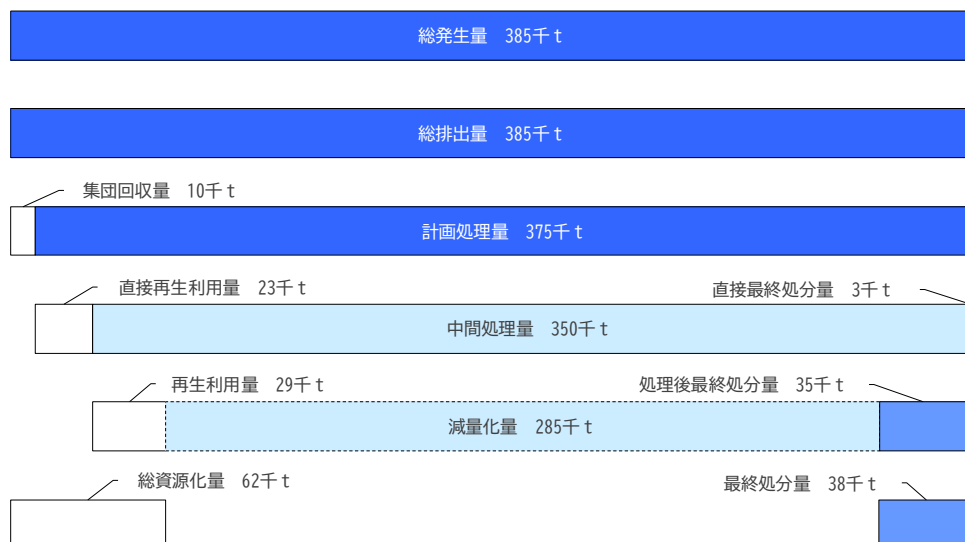 総発生量　385千ｔ
総排出量　385千ｔ
集団回収量　10千ｔ
計画処理量　375千ｔ
直接再生利用量　23千ｔ
直接最終処分量　3千ｔ
中間処理量　350千ｔ
再生利用量　29千ｔ
処理後最終処分量　35千ｔ
減量化量　285千ｔ
総資源化量　62千ｔ
最終処分量　38千ｔ